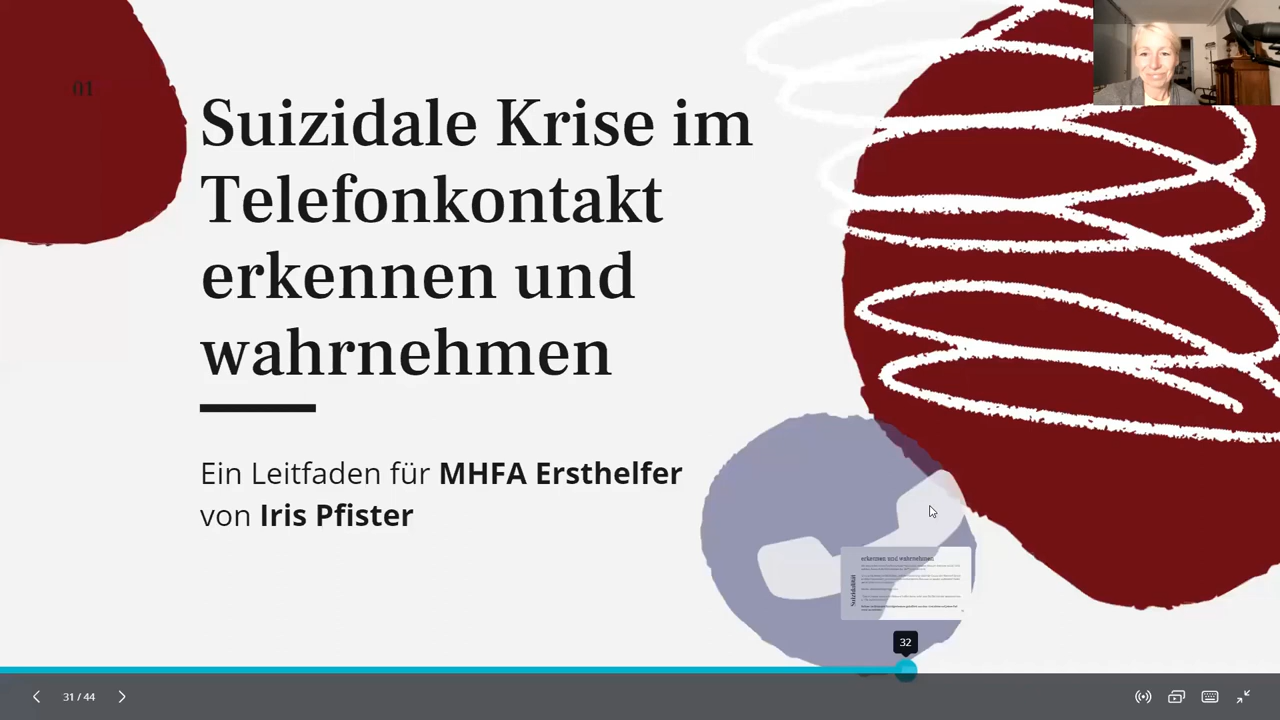 01
Suizidale Krise im
Telefonkontakt
erkennen und
wahrnehmen
Ein Leitfaden für MHFA Ersthelfer
von Iris Pfister
erkennen und wahrnehmen
Suizidalität
32
31 / 44